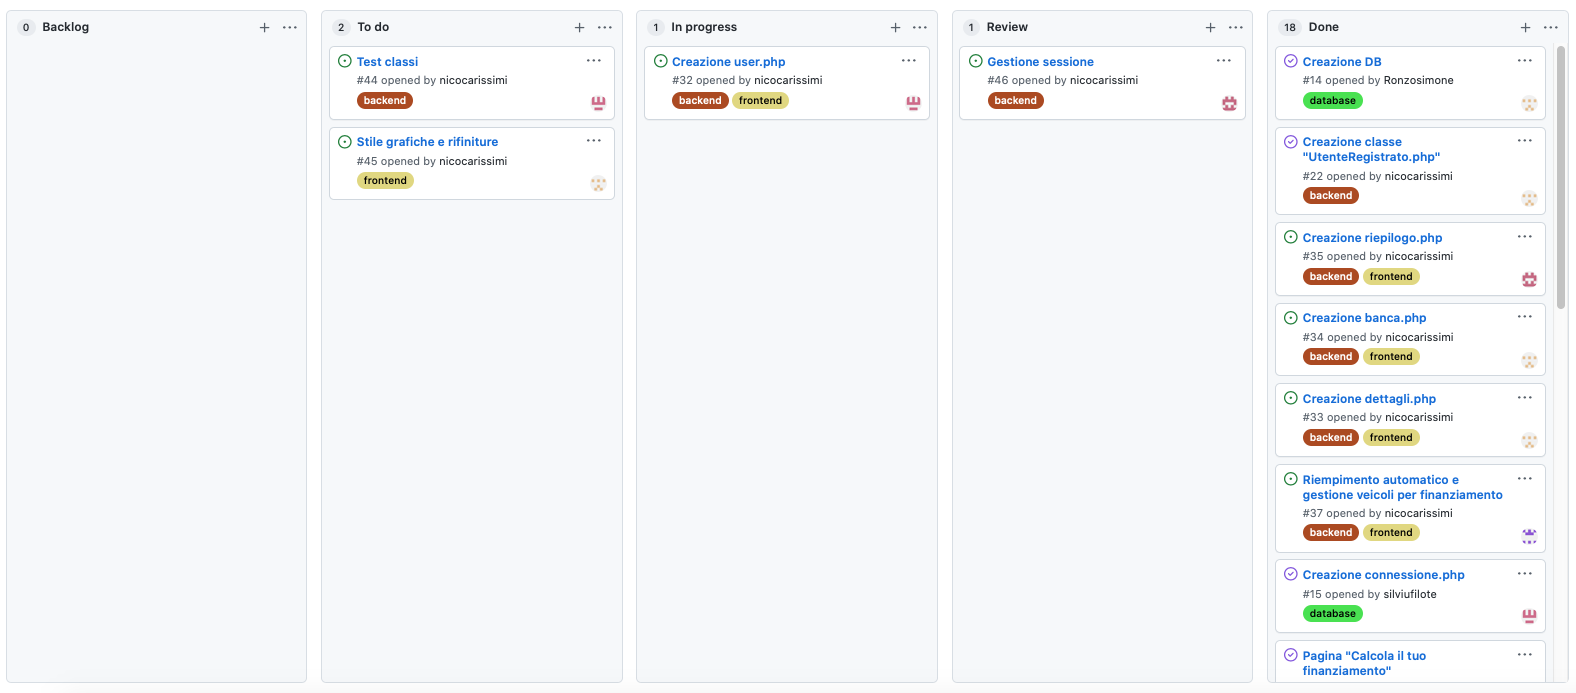 0 Backlog
2 To do
Test classi
#44 opened by nicocarissimi
backend
Stile grafiche e rifiniture
#45 opened by nicocarissimi
frontend
1 In progress
Creazione user.php
#32 opened by nicocarissimi
backend frontend
1 Review
Gestione sessione
#46 opened by nicocarissimi
backend
18 Done
Creazione DB
#14 opened by Ronzosimone
database
Creazione classe
"UtenteRegistrato.php"
#22 opened by nicocarissimi
backend
Creazione riepilogo.php
#35 opened by nicocarissimi
backend frontend
Creazione banca.php
#34 opened by nicocarissimi
backend frontend
Creazione dettagli.php
#33 opened by nicocarissimi
backend frontend
Riempimento automatico e
gestione veicoli per finanziamento
#37 opened by nicocarissimi
backend frontend
Creazione connessione.php
#15 opened by silviufilote
database
Pagina "Calcola il tuo
finanziamento"